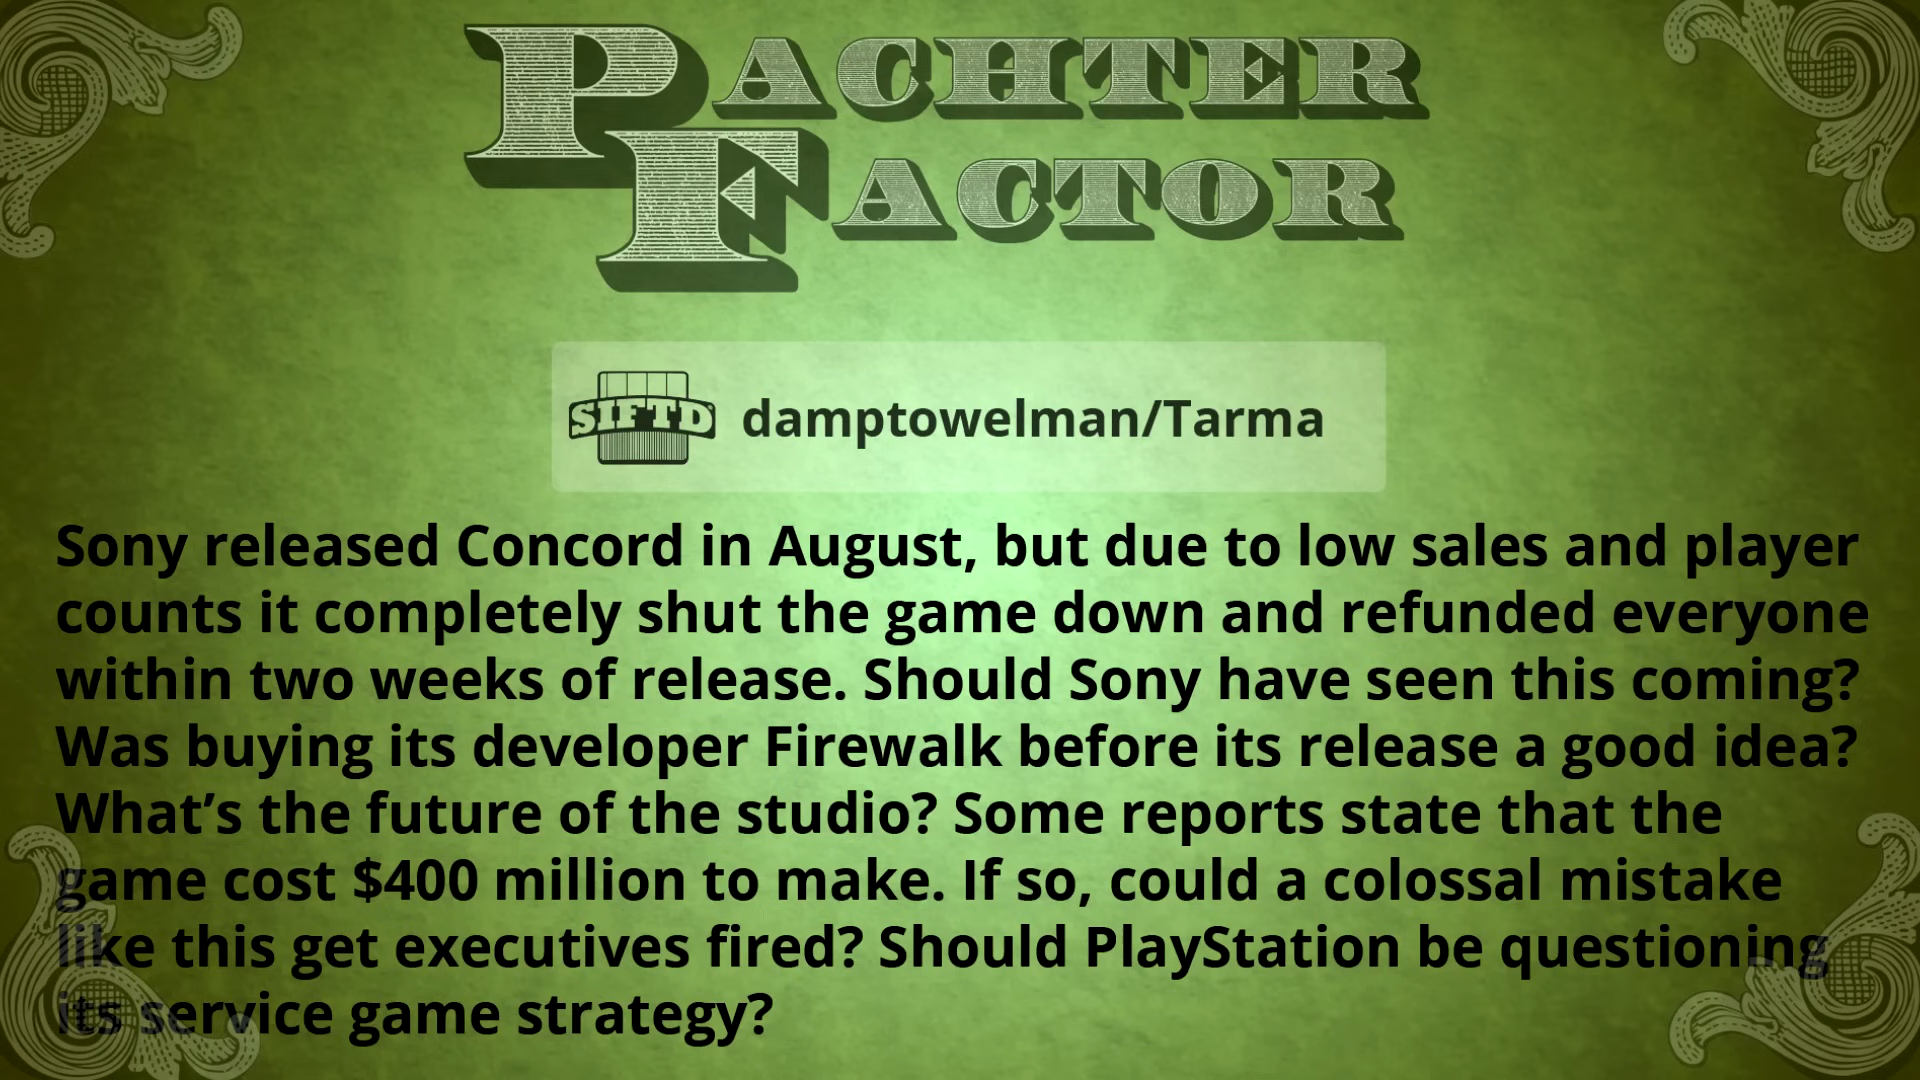 PACHTER
FACTOR
SIFTD damptowelman/Tarma
Sony released Concord in August, but due to low sales and player
counts it completely shut the game down and refunded everyone
within two weeks of release. Should Sony have seen this coming?
Was buying its developer Firewalk before its release a good idea?
What’s the future of the studio? Some reports state that the
game cost $400 million to make. If so, could a colossal mistake
like this get executives fired? Should PlayStation be questioning
its service game strategy?